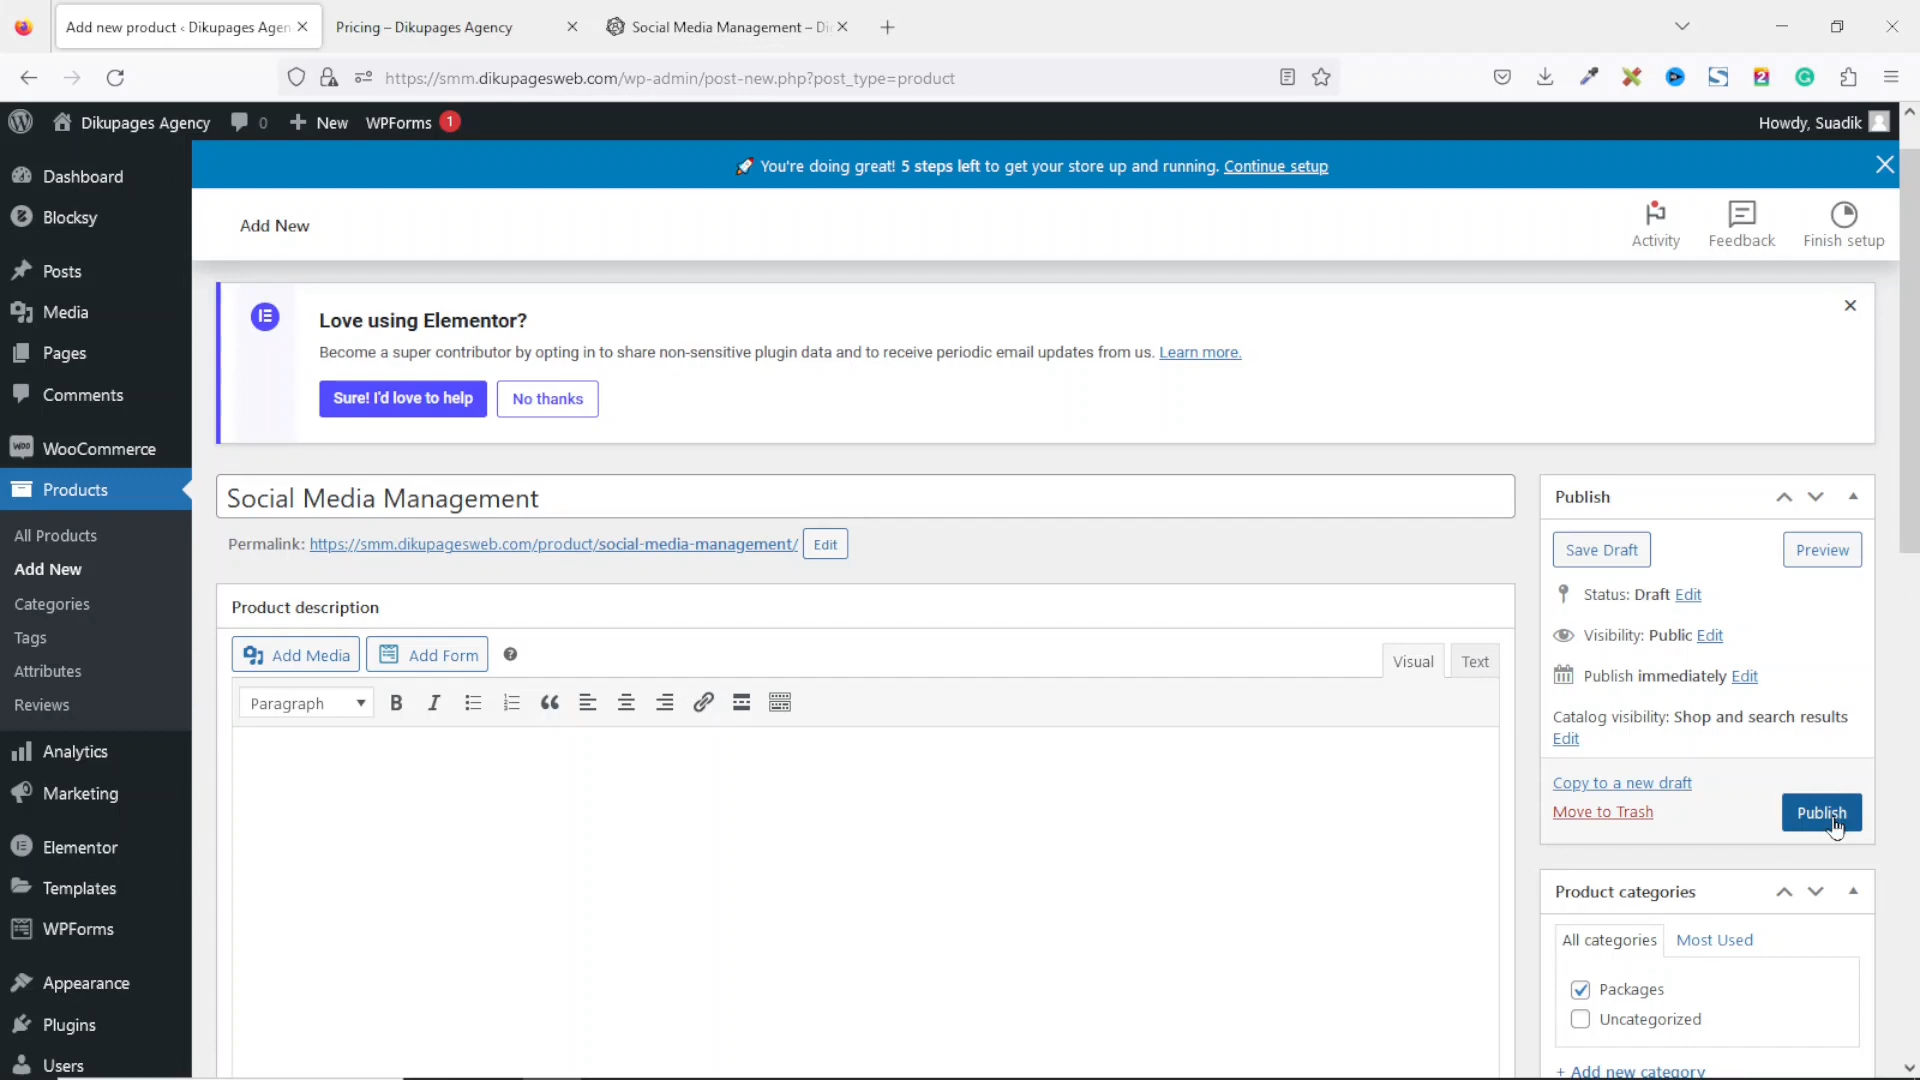 Add new product ‹ Dikupages Agen
Pricing – Dikupages Agency
Social Media Management – Di
https://smm.dikupagesweb.com/wp-admin/post-new.php?post_type=product
Dikupages Agency
0
New
WPForms 1
Howdy, Suadik
🚀 You're doing great! 5 steps left to get your store up and running. Continue setup
Dashboard
Blocksy
Posts
Media
Pages
Comments
WooCommerce
Products
All Products
Add New
Categories
Tags
Attributes
Reviews
Analytics
Marketing
Elementor
Templates
WPForms
Appearance
Plugins
Users
Add New
Activity
Feedback
Finish setup
Love using Elementor?
Become a super contributor by opting in to share non-sensitive plugin data and to receive periodic email updates from us. Learn more.
Sure! I'd love to help
No thanks
Social Media Management
Permalink: https://smm.dikupagesweb.com/product/social-media-management/ Edit
Product description
Add Media
Add Form
Visual
Text
Paragraph
Publish
Save Draft
Preview
Status: Draft Edit
Visibility: Public Edit
Publish immediately Edit
Catalog visibility: Shop and search results
Edit
Copy to a new draft
Move to Trash
Publish
Product categories
All categories
Most Used
Packages
Uncategorized
+ Add new category